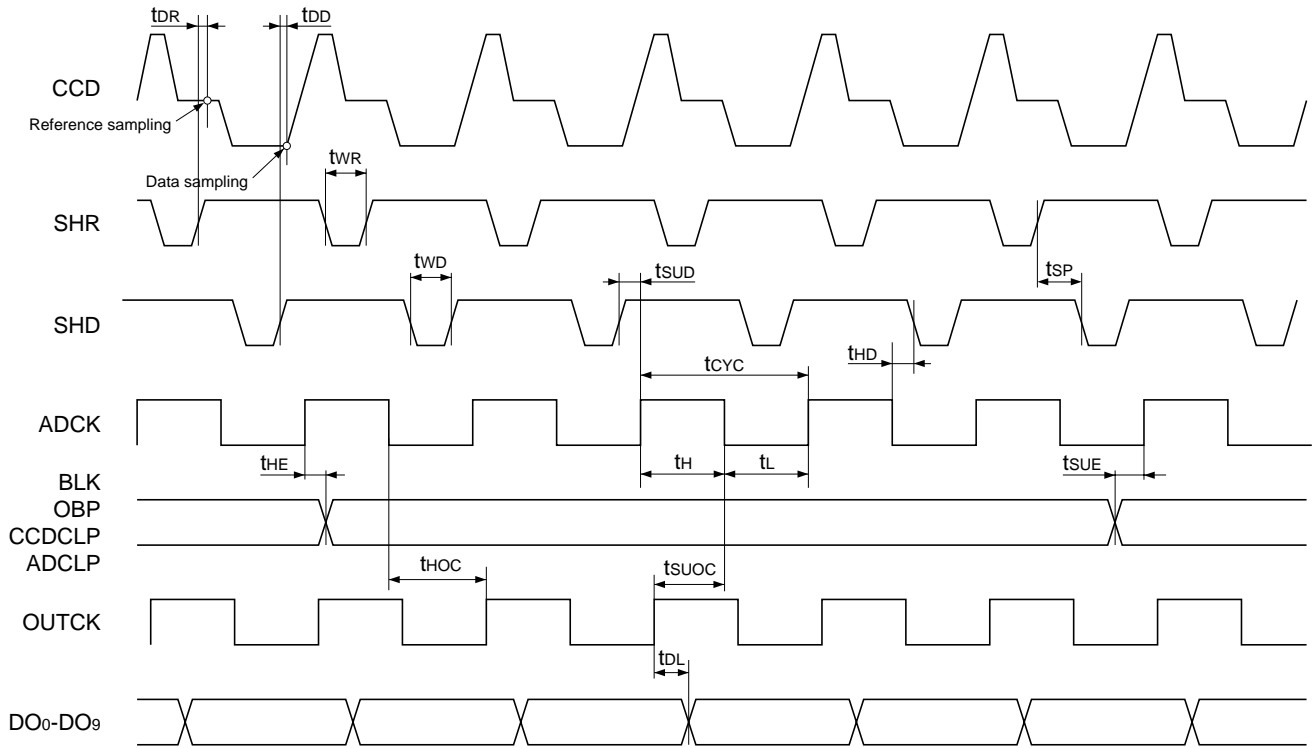 tDR tDD
CCD
Reference sampling
Data sampling
tWR
SHR
tWD
tSUD
tSP
SHD
tCYC
tHD
ADCK
tHE
tH
tL
tSUE
BLK
OBP
CCDCLP
ADCLP
tHOC
tSUOC
OUTCK
tDL
DO0-DO9